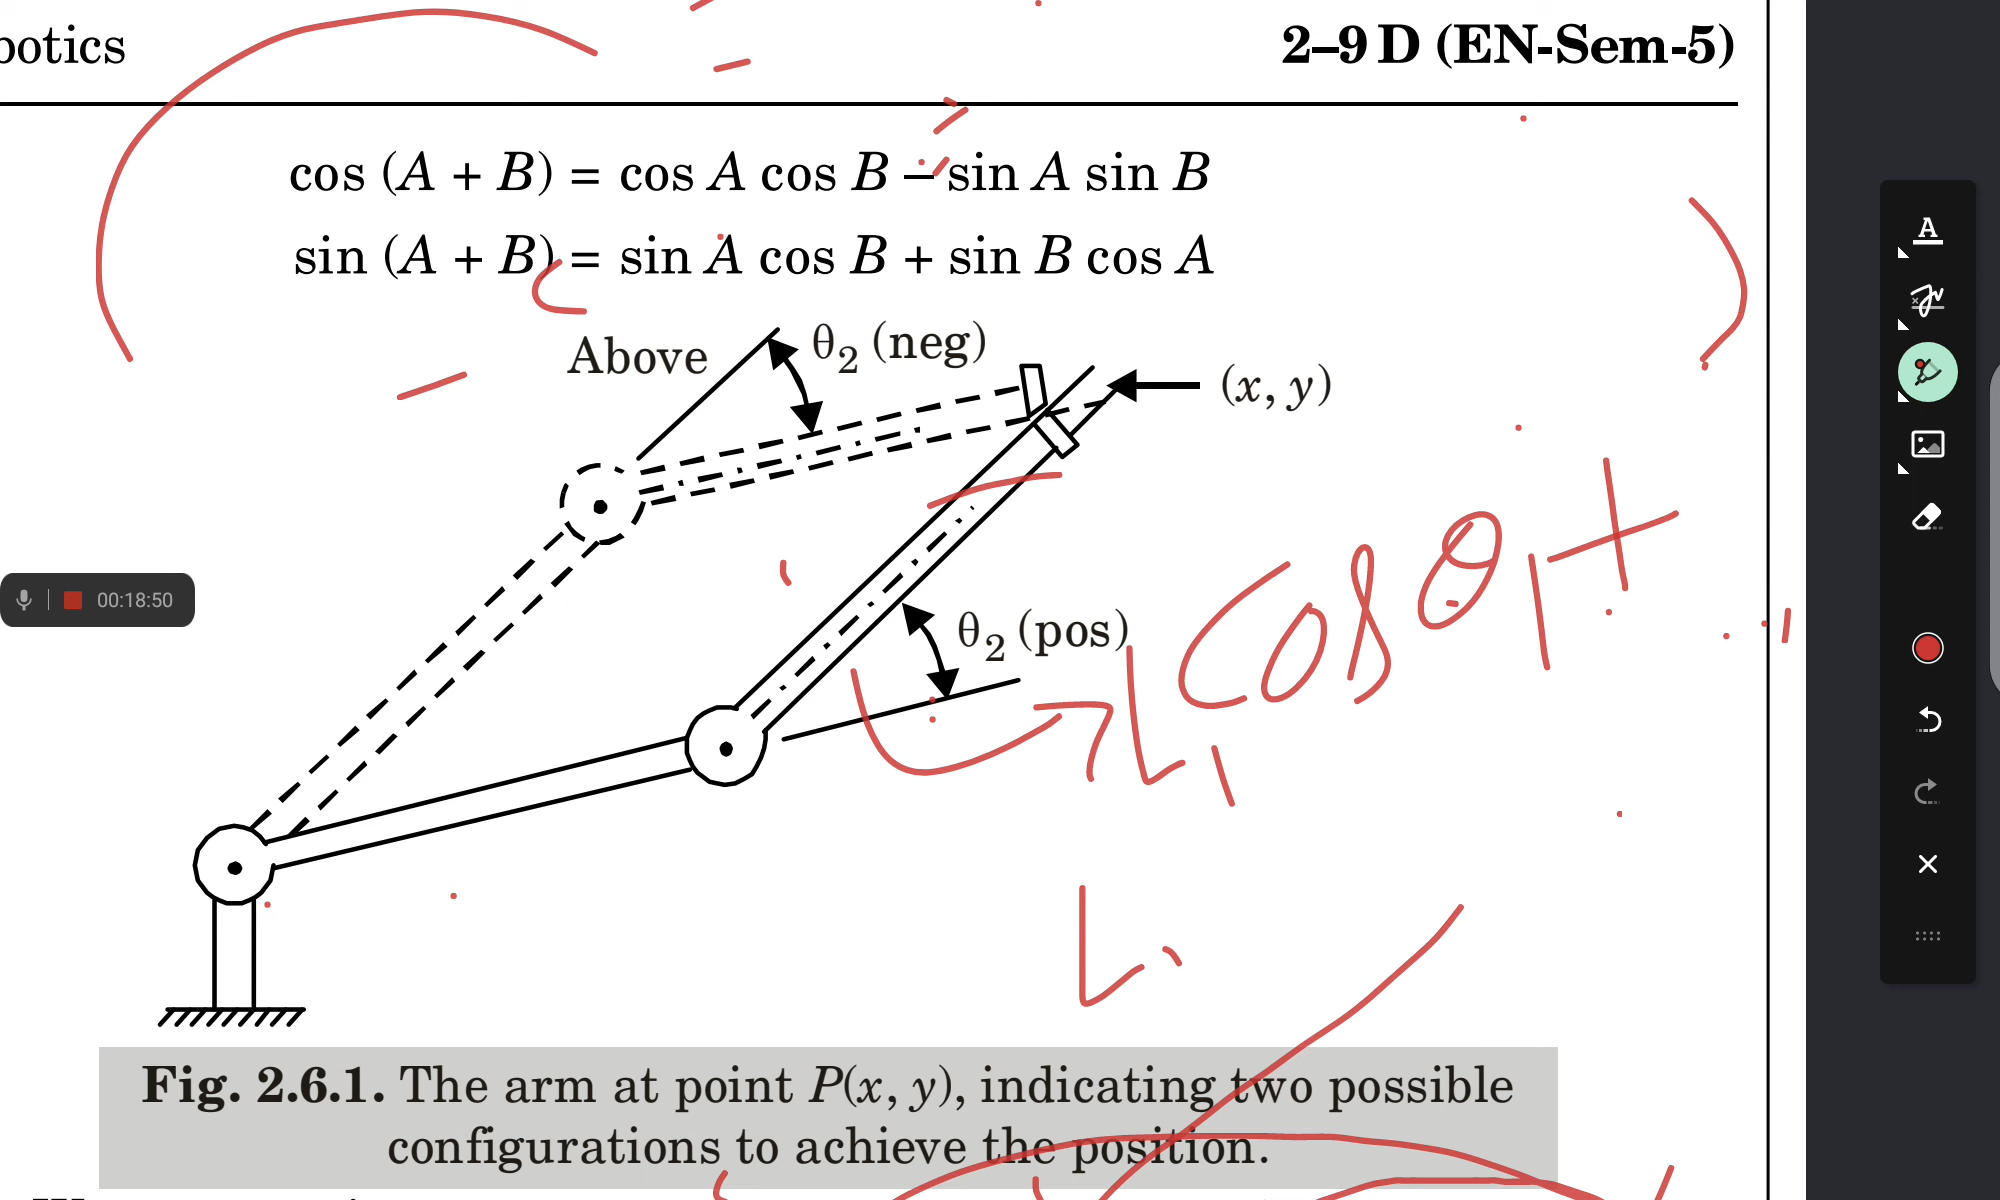 botics
2–9 D (EN-Sem-5)
cos (A + B) = cos A cos B – sin A sin B
sin (A + B) = sin A cos B + sin B cos A
Above
θ2 (neg)
(x, y)
00:18:50
θ2 (pos)
L1 cos θ1 +
L1
Fig. 2.6.1. The arm at point P(x, y), indicating two possible
configurations to achieve the position.
A